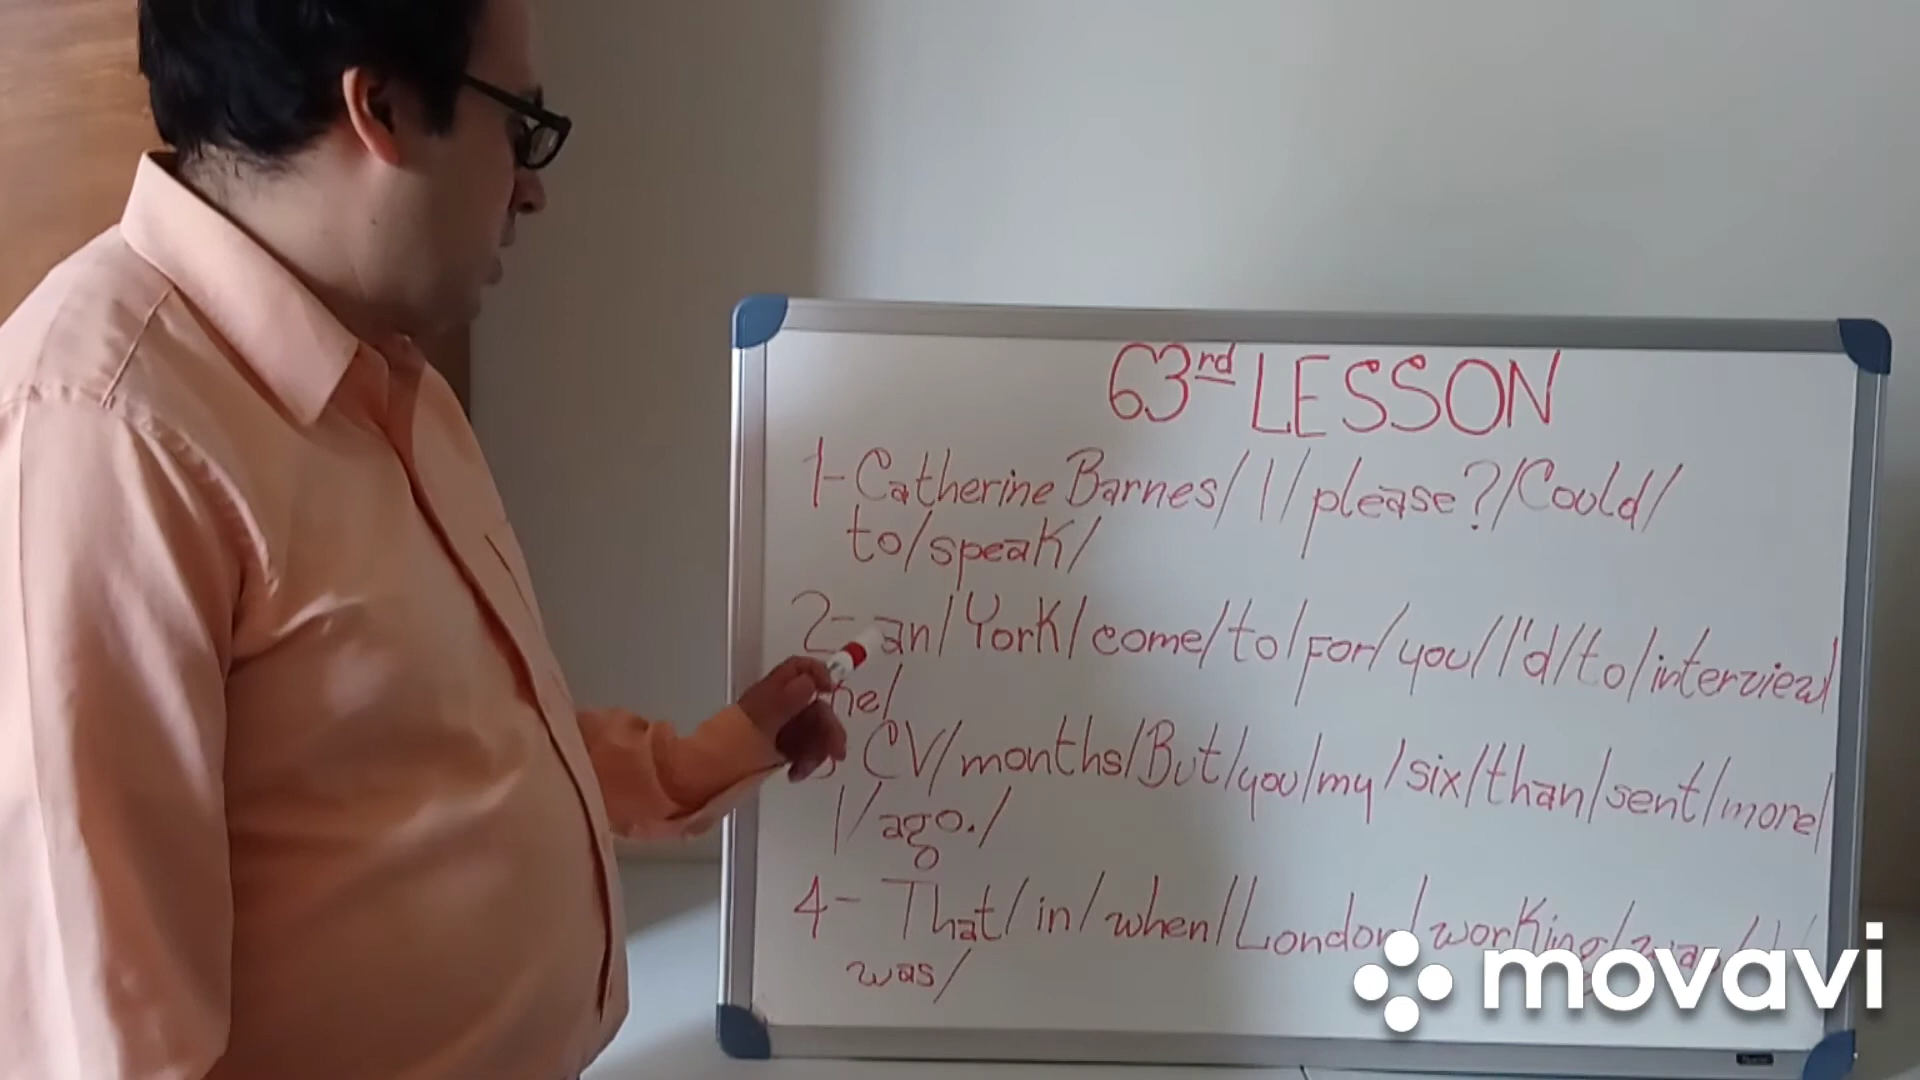 63rd LESSON
1- Catherine Barnes/ I/ please?/Could/
to/speak/
2- an/York/come/to/for/you/I'd/to/interview
CV/months/But/you/my/six/than/sent/more/
I/ago./
4- That/in/when/London/working/
was/
movavi